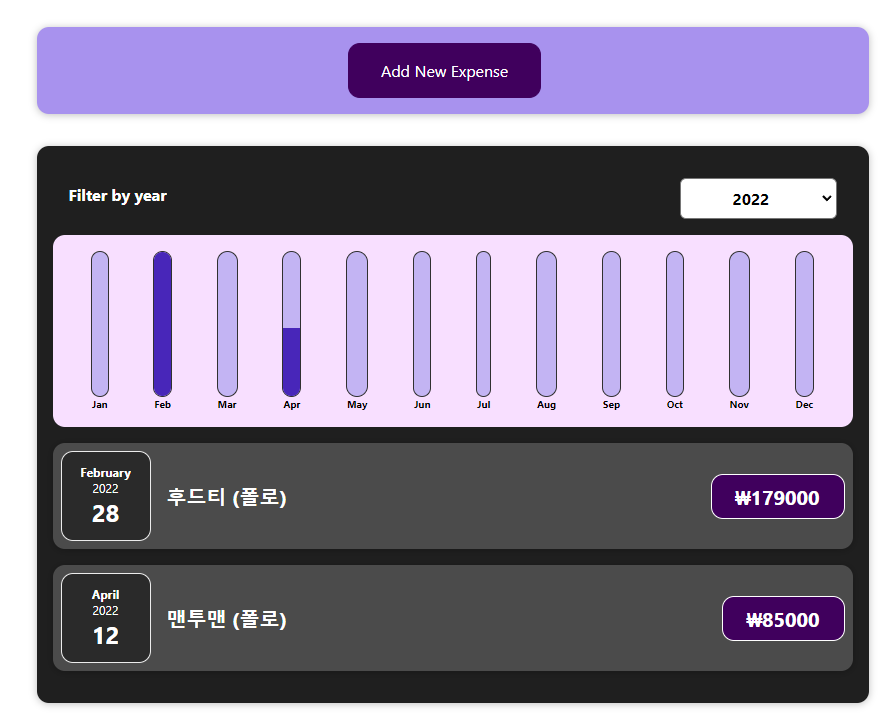 Add New Expense
Filter by year
2022
Jan Feb Mar Apr May Jun Jul Aug Sep Oct Nov Dec
February
2022
28
후드티 (폴로)
₩179000
April
2022
12
맨투맨 (폴로)
₩85000